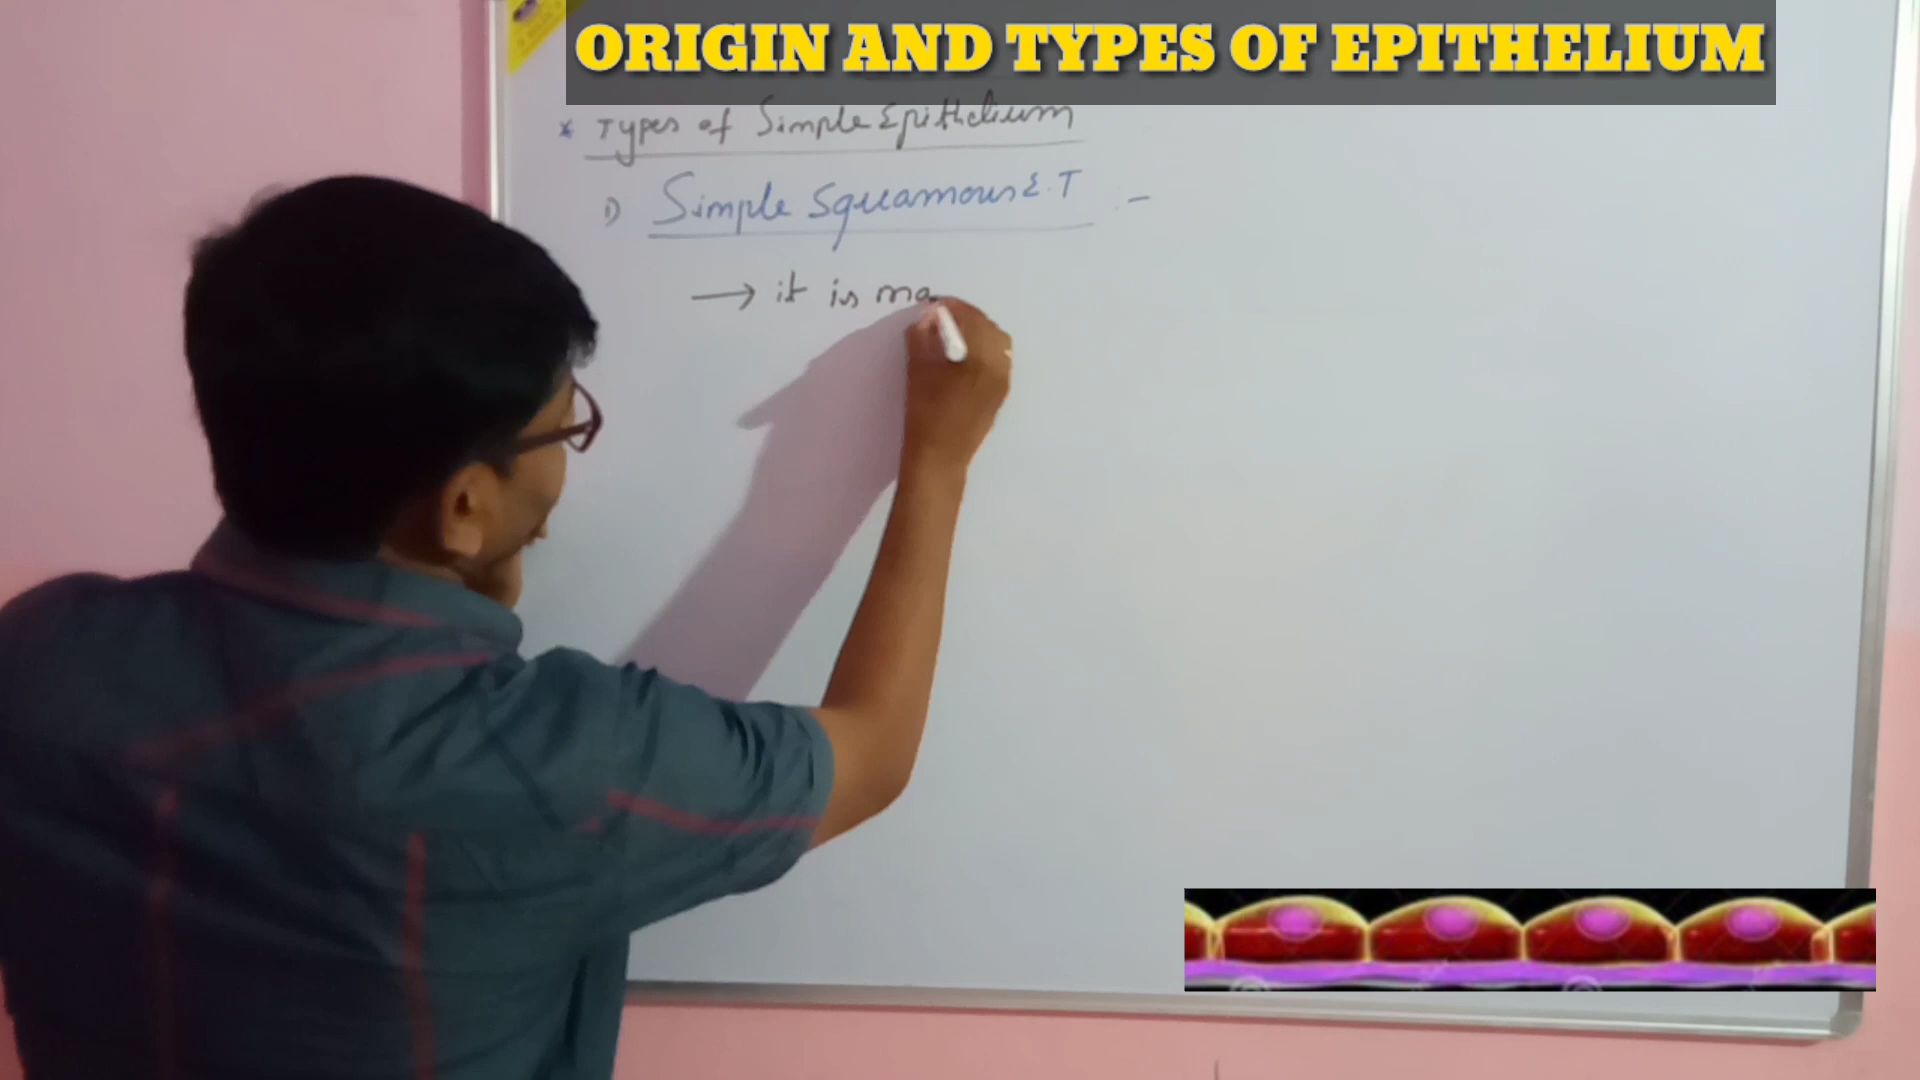 ORIGIN AND TYPES OF EPITHELIUM
* Types of Simple Epithelium
1) Simple Squamous E.T :-
→ it is ma